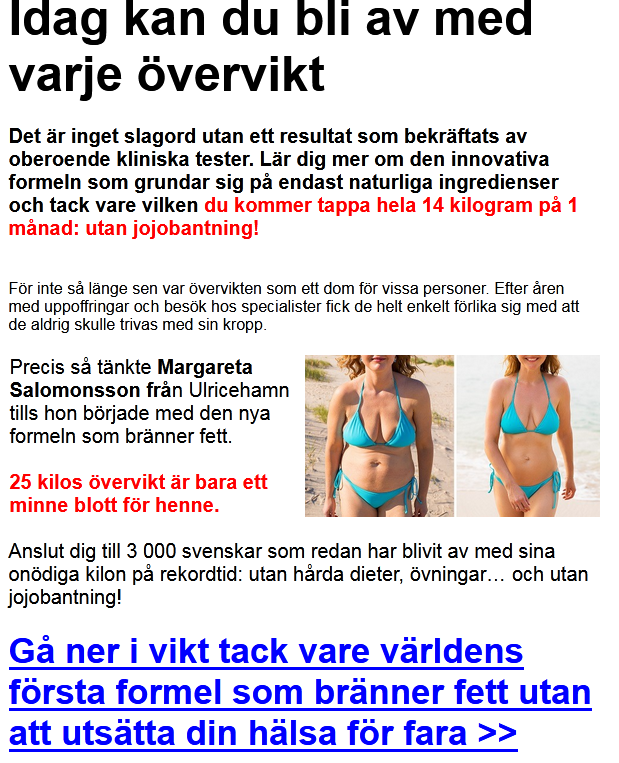 Idag kan du bli av med
varje övervikt
Det är inget slagord utan ett resultat som bekräftats av
oberoende kliniska tester. Lär dig mer om den innovativa
formeln som grundar sig på endast naturliga ingredienser
och tack vare vilken du kommer tappa hela 14 kilogram på 1
månad: utan jojobantning!
För inte så länge sen var övervikten som ett dom för vissa personer. Efter åren
med uppoffringar och besök hos specialister fick de helt enkelt förlika sig med att
de aldrig skulle trivas med sin kropp.
Precis så tänkte Margareta
Salomonsson från Ulricehamn
tills hon började med den nya
formeln som bränner fett.
25 kilos övervikt är bara ett
minne blott för henne.
Anslut dig till 3 000 svenskar som redan har blivit av med sina
onödiga kilon på rekordtid: utan hårda dieter, övningar… och utan
jojobantning!
Gå ner i vikt tack vare världens
första formel som bränner fett utan
att utsätta din hälsa för fara >>